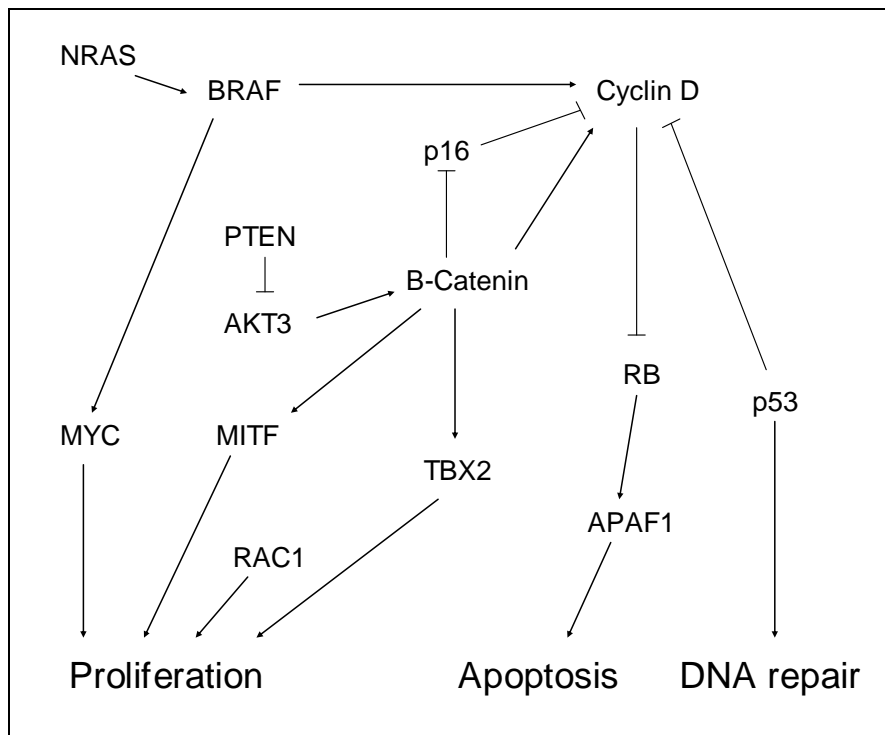 NRAS
BRAF
Cyclin D
p16
PTEN
B-Catenin
AKT3
RB
p53
MYC
MITF
TBX2
APAF1
RAC1
Proliferation
Apoptosis
DNA repair